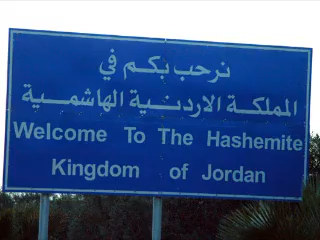 نرحب بكم في
المملكة الاردنية الهاشمية
Welcome To The Hashemite
Kingdom of Jordan